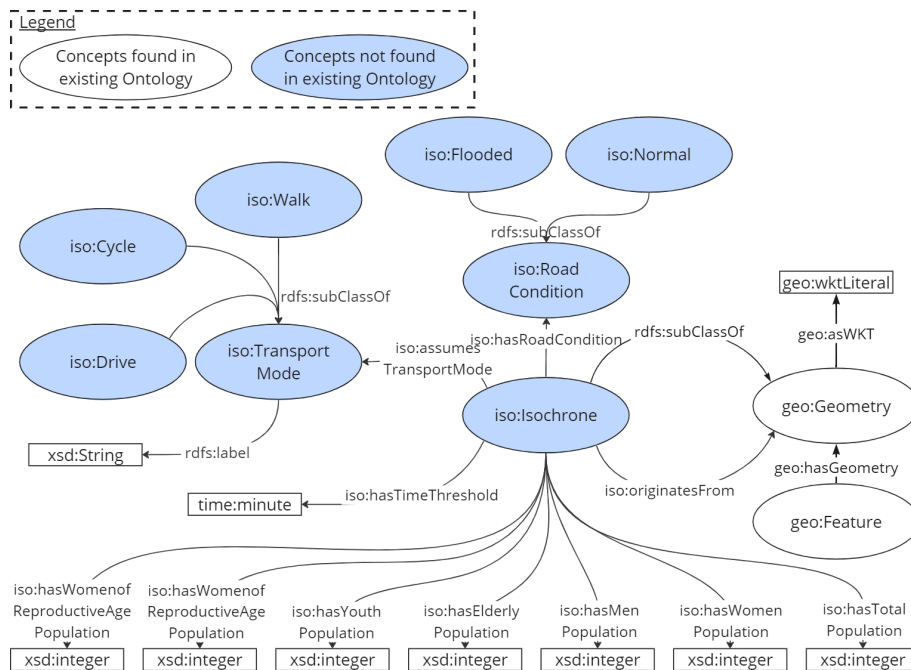 Legend
Concepts found in
existing Ontology
Concepts not found
in existing Ontology
iso:Flooded
iso:Normal
iso:Walk
iso:Cycle
rdfs:subClassOf
iso:Road
Condition
geo:wktLiteral
rdfs:subClassOf
iso:Drive
iso:Transport
Mode
iso:assumes
TransportMode
iso:hasRoadCondition
rdfs:subClassOf
geo:asWKT
iso:Isochrone
geo:Geometry
xsd:String
rdfs:label
geo:hasGeometry
iso:hasTimeThreshold
iso:originatesFrom
time:minute
geo:Feature
iso:hasWomenof
ReproductiveAge
Population
iso:hasWomenof
ReproductiveAge
Population
iso:hasYouth
Population
iso:hasElderly
Population
iso:hasMen
Population
iso:hasWomen
Population
iso:hasTotal
Population
xsd:integer
xsd:integer
xsd:integer
xsd:integer
xsd:integer
xsd:integer
xsd:integer